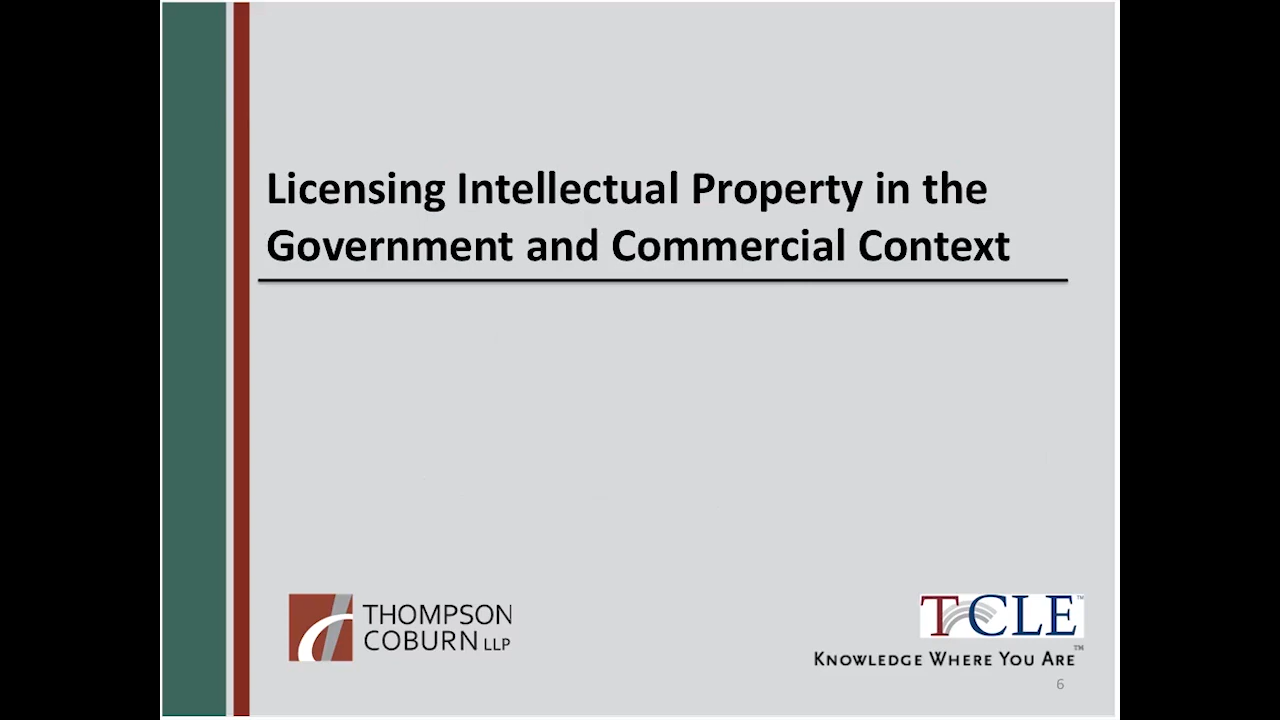 Licensing Intellectual Property in the
Government and Commercial Context
THOMPSON
COBURN LLP
TCLE™
KNOWLEDGE WHERE YOU ARE™
6